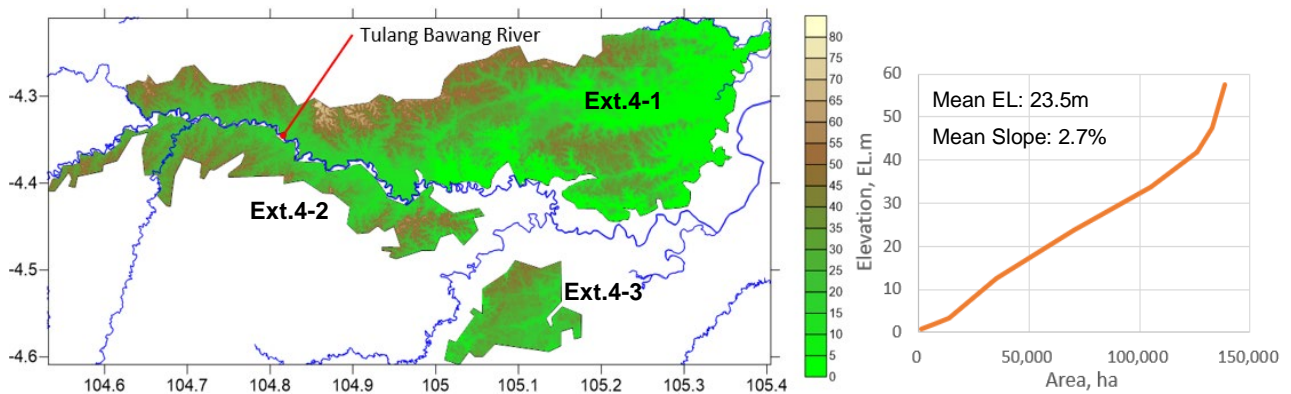 Tulang Bawang River
-4.3
-4.4
-4.5
-4.6
104.6 104.7 104.8 104.9 105 105.1 105.2 105.3 105.4
Ext.4-1
Ext.4-2
Ext.4-3
80
75
70
65
60
55
50
45
40
35
30
25
20
15
10
5
0
Elevation, EL.m
60
50
40
30
20
10
0
Mean EL: 23.5m
Mean Slope: 2.7%
0 50,000 100,000 150,000
Area, ha